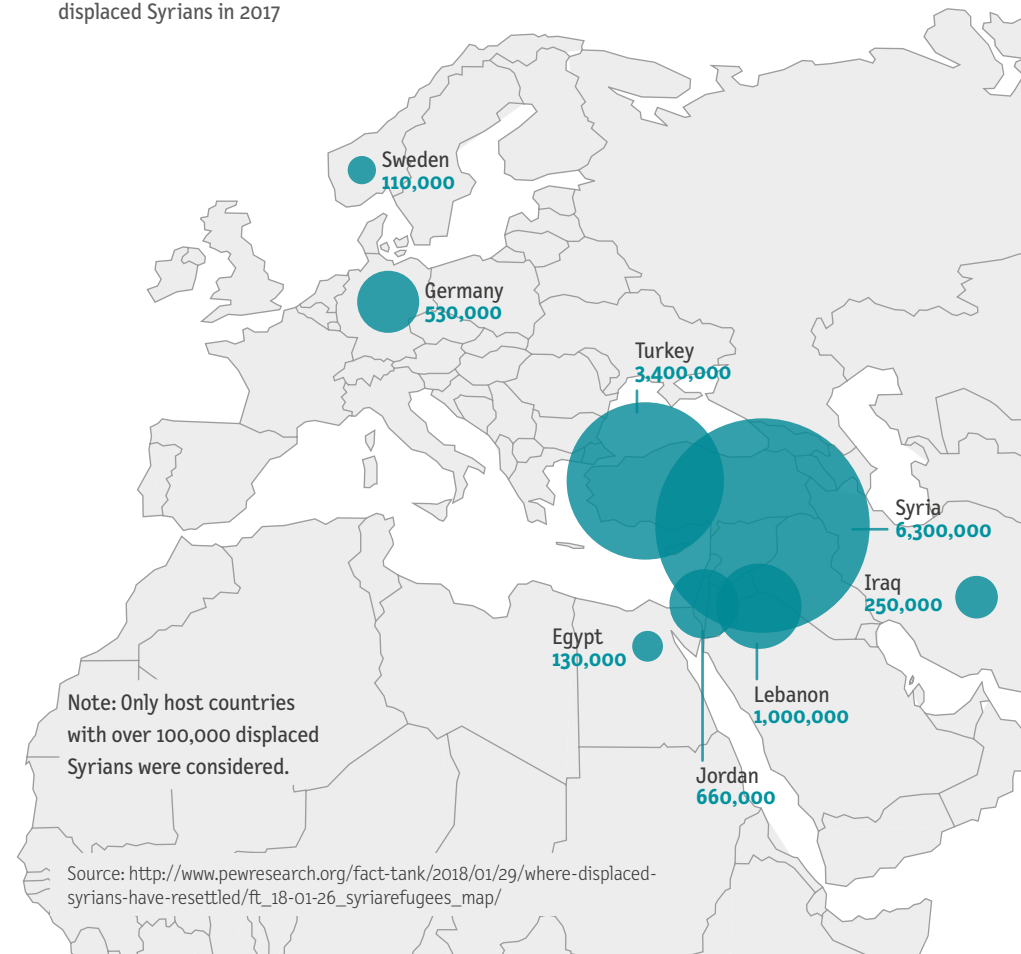 displaced Syrians in 2017
Sweden
110,000
Germany
530,000
Turkey
3,400,000
Syria
6,300,000
Iraq
250,000
Egypt
130,000
Lebanon
1,000,000
Jordan
660,000
Note: Only host countries
with over 100,000 displaced
Syrians were considered.
Source: http://www.pewresearch.org/fact-tank/2018/01/29/where-displaced-
syrians-have-resettled/ft_18-01-26_syriarefugees_map/